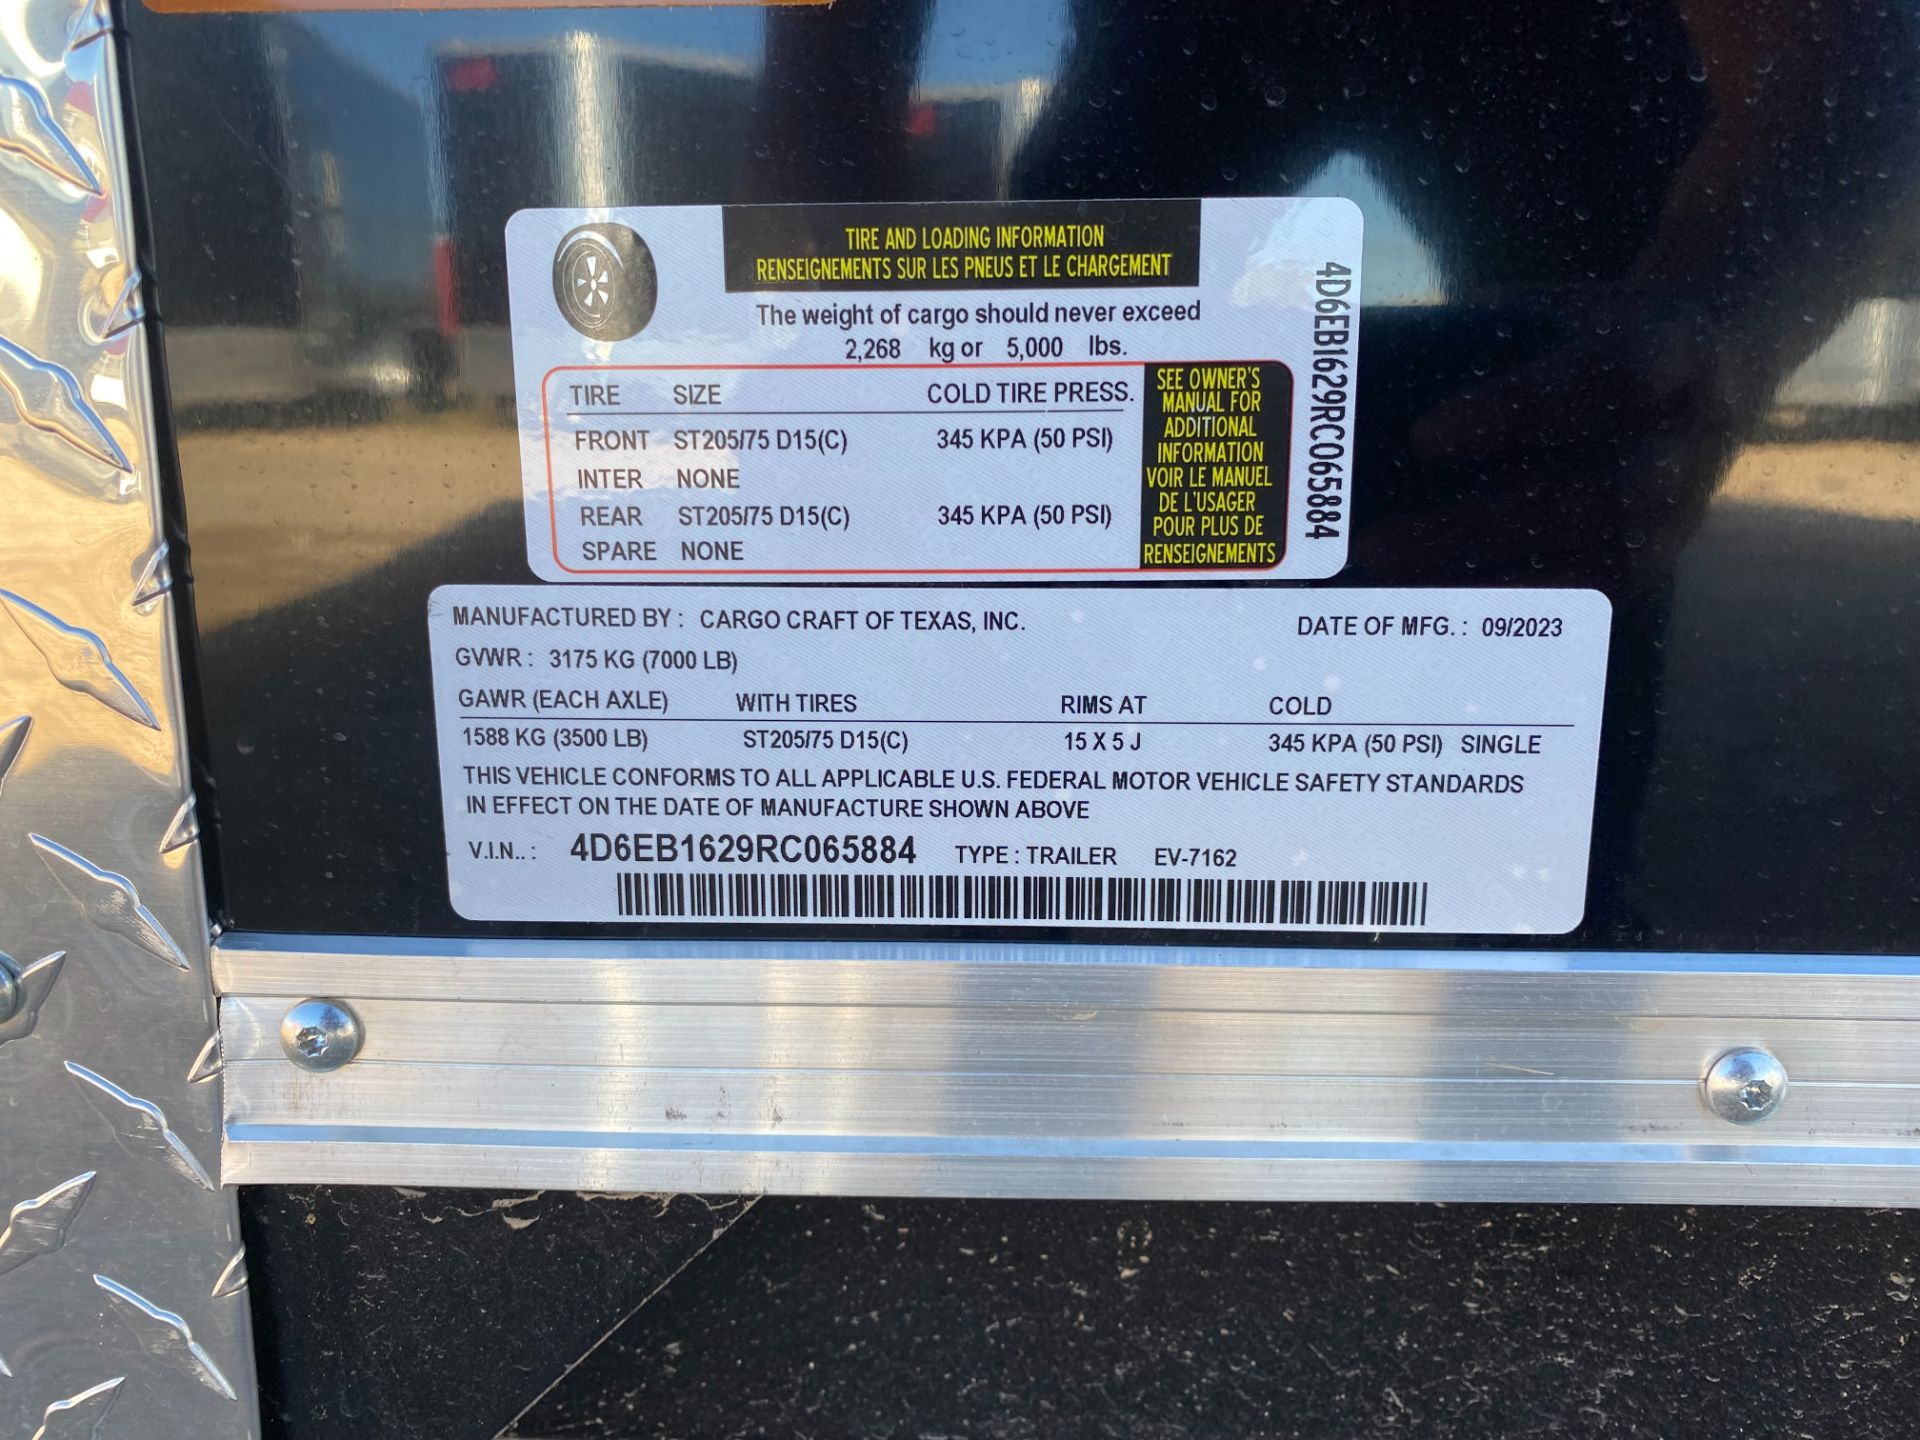 TIRE AND LOADING INFORMATION
RENSEIGNEMENTS SUR LES PNEUS ET LE CHARGEMENT
The weight of cargo should never exceed
2,268 kg or 5,000 lbs.
TIRE SIZE COLD TIRE PRESS.
FRONT ST205/75 D15(C) 345 KPA (50 PSI)
INTER NONE
REAR ST205/75 D15(C) 345 KPA (50 PSI)
SPARE NONE
SEE OWNER'S
MANUAL FOR
ADDITIONAL
INFORMATION
VOIR LE MANUEL
DE L'USAGER
POUR PLUS DE
RENSEIGNEMENTS
4D6EB1629RC065884
MANUFACTURED BY : CARGO CRAFT OF TEXAS, INC. DATE OF MFG. : 09/2023
GVWR : 3175 KG (7000 LB)
GAWR (EACH AXLE) WITH TIRES RIMS AT COLD
1588 KG (3500 LB) ST205/75 D15(C) 15 X 5 J 345 KPA (50 PSI) SINGLE
THIS VEHICLE CONFORMS TO ALL APPLICABLE U.S. FEDERAL MOTOR VEHICLE SAFETY STANDARDS
IN EFFECT ON THE DATE OF MANUFACTURE SHOWN ABOVE
V.I.N.. : 4D6EB1629RC065884 TYPE : TRAILER EV-7162